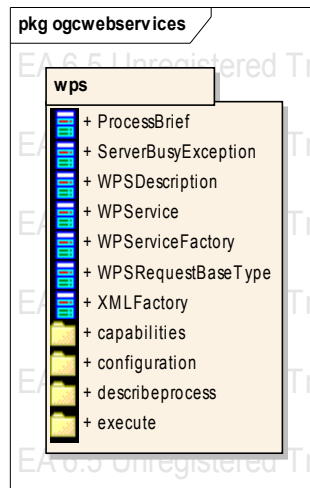 pkg ogcwebservices
EA 6.5 Unregistered Tr
wps
+ ProcessBrief
+ ServerBusyException
+ WPSDescription
+ WPService
+ WPServiceFactory
+ WPSRequestBaseType
+ XMLFactory
+ capabilities
+ configuration
+ describeprocess
+ execute
EA 6.5 Unregistered Tr